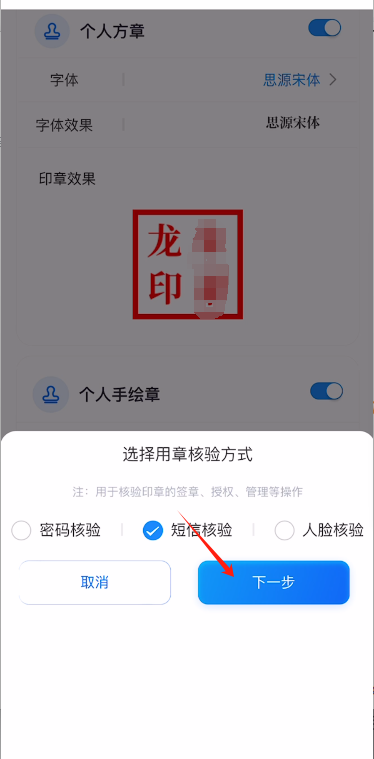 个人方章
字体 思源宋体
字体效果 思源宋体
印章效果
龙
印
个人手绘章
选择用章核验方式
注：用于核验印章的签章、授权、管理等操作
密码核验 短信核验 人脸核验
取消 下一步